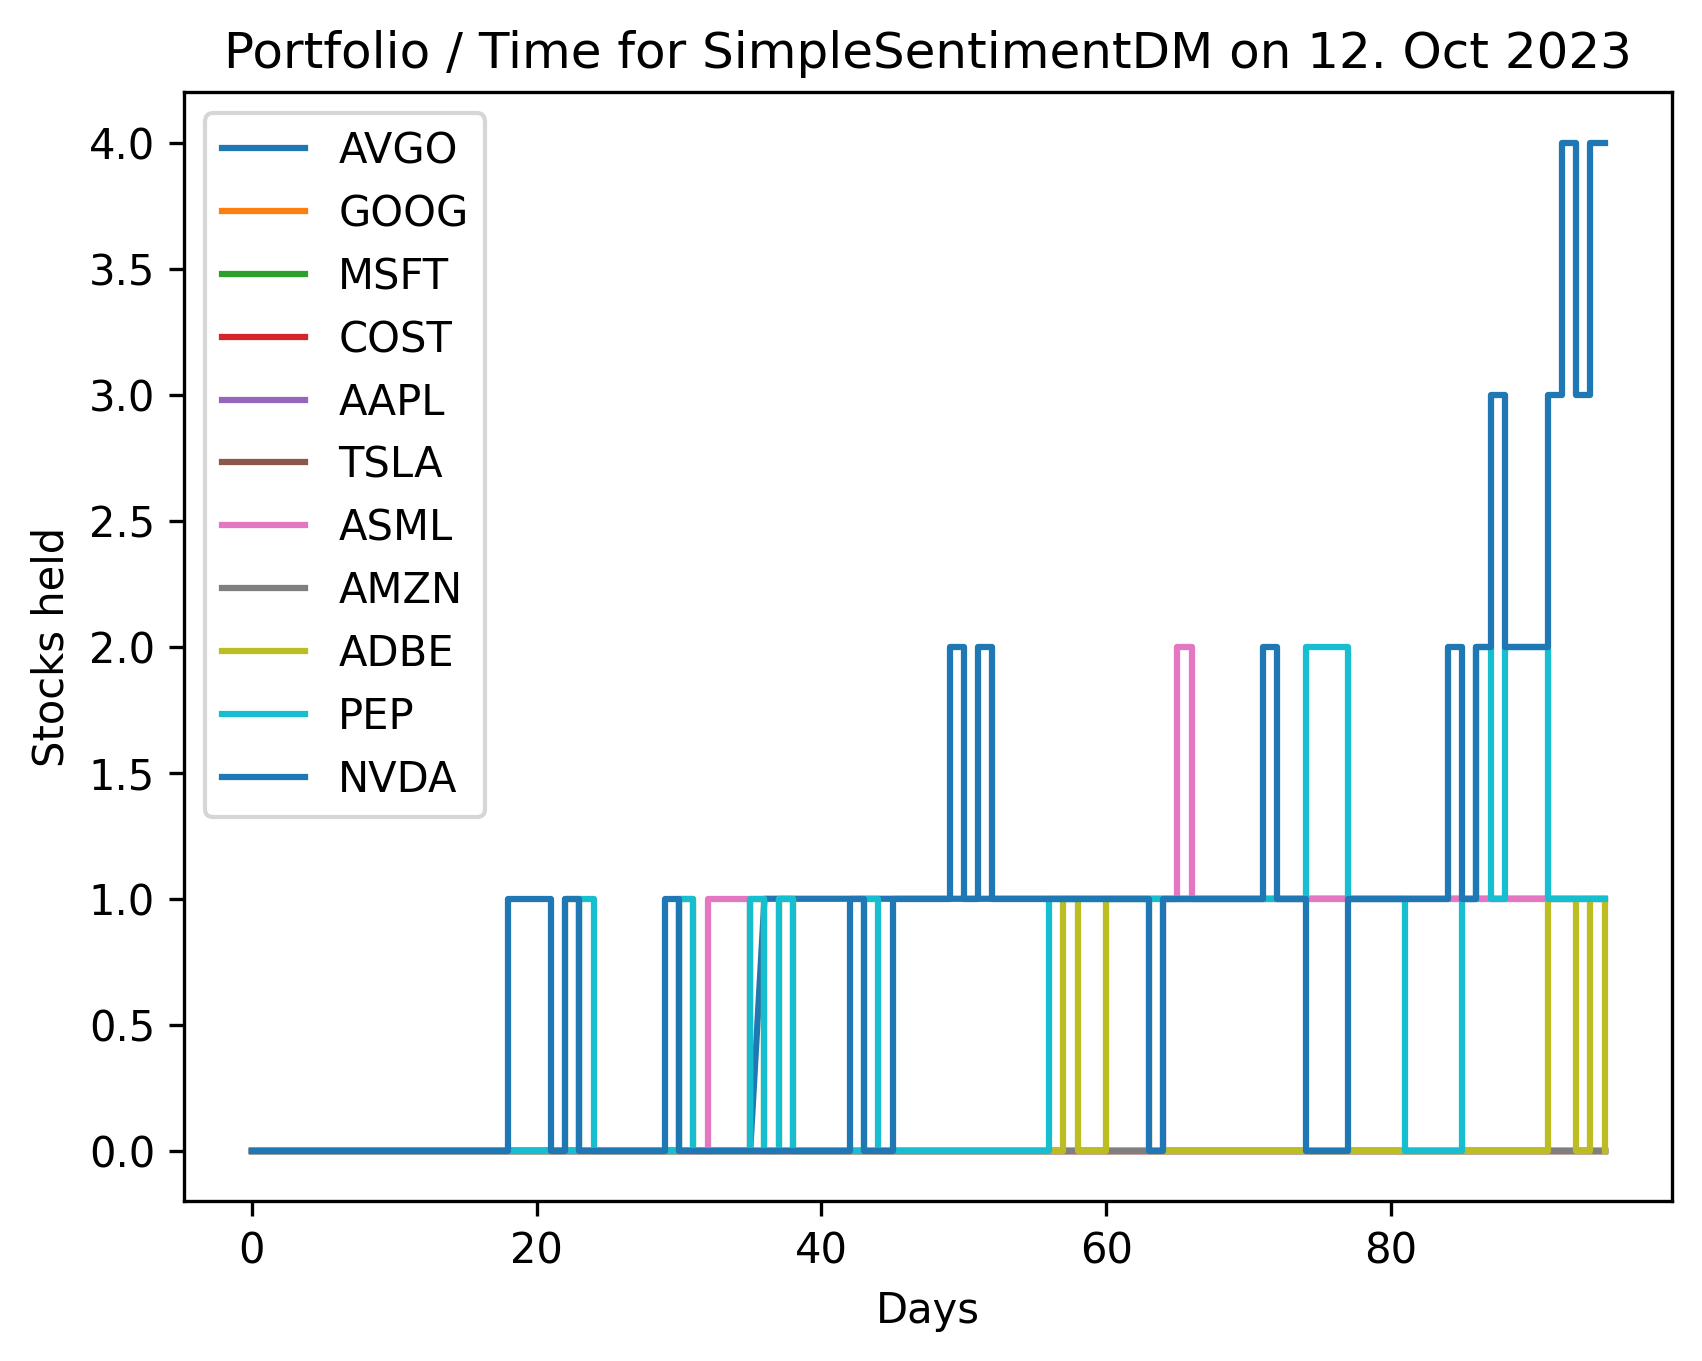 Portfolio / Time for SimpleSentimentDM on 12. Oct 2023
AVGO
GOOG
MSFT
COST
AAPL
TSLA
ASML
AMZN
ADBE
PEP
NVDA
4.0
3.5
3.0
2.5
2.0
1.5
1.0
0.5
0.0
Stocks held
0 20 40 60 80
Days